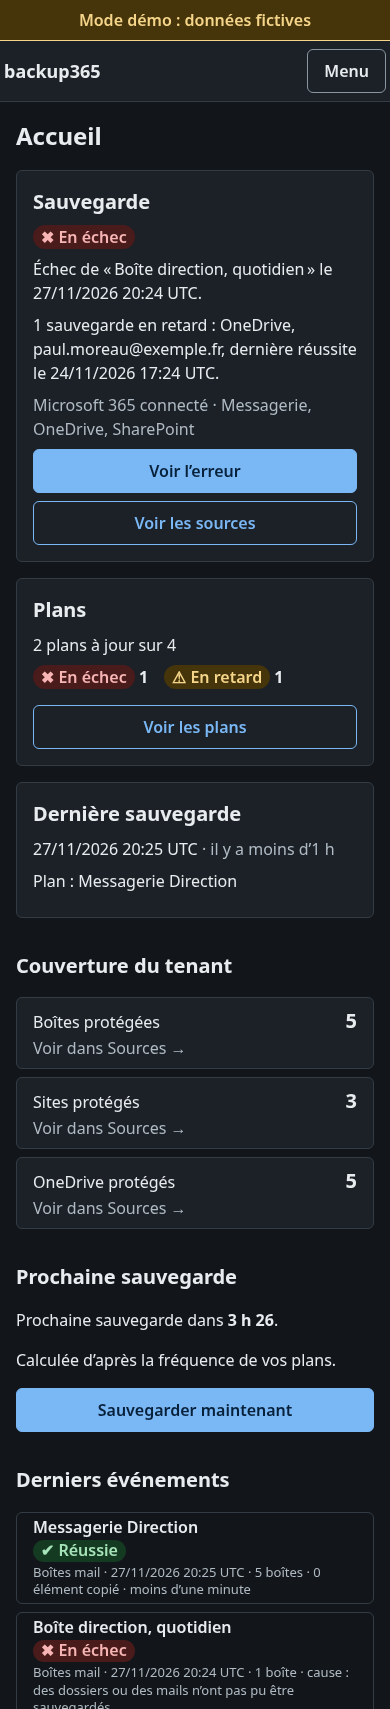 Mode démo : données fictives
backup365
Menu
Accueil
Sauvegarde
✖ En échec
Échec de « Boîte direction, quotidien » le
27/11/2026 20:24 UTC.
1 sauvegarde en retard : OneDrive,
paul.moreau@exemple.fr, dernière réussite
le 24/11/2026 17:24 UTC.
Microsoft 365 connecté · Messagerie,
OneDrive, SharePoint
Voir l’erreur
Voir les sources
Plans
2 plans à jour sur 4
✖ En échec 1 ⚠ En retard 1
Voir les plans
Dernière sauvegarde
27/11/2026 20:25 UTC · il y a moins d’1 h
Plan : Messagerie Direction
Couverture du tenant
Boîtes protégées 5
Voir dans Sources →
Sites protégés 3
Voir dans Sources →
OneDrive protégés 5
Voir dans Sources →
Prochaine sauvegarde
Prochaine sauvegarde dans 3 h 26.
Calculée d’après la fréquence de vos plans.
Sauvegarder maintenant
Derniers événements
Messagerie Direction
✔ Réussie
Boîtes mail · 27/11/2026 20:25 UTC · 5 boîtes · 0
élément copié · moins d’une minute
Boîte direction, quotidien
✖ En échec
Boîtes mail · 27/11/2026 20:24 UTC · 1 boîte · cause :
des dossiers ou des mails n’ont pas pu être
sauvegardés